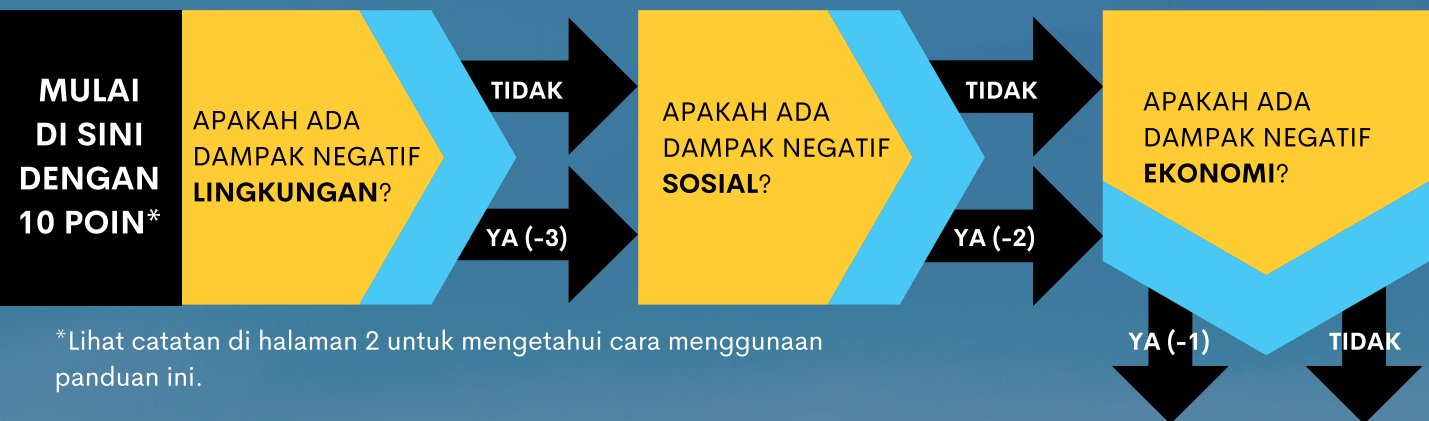 MULAI
DI SINI
DENGAN
10 POIN*
APAKAH ADA
DAMPAK NEGATIF
LINGKUNGAN?
TIDAK
YA (-3)
APAKAH ADA
DAMPAK NEGATIF
SOSIAL?
TIDAK
YA (-2)
APAKAH ADA
DAMPAK NEGATIF
EKONOMI?
YA (-1)
TIDAK
*Lihat catatan di halaman 2 untuk mengetahui cara menggunaan
panduan ini.